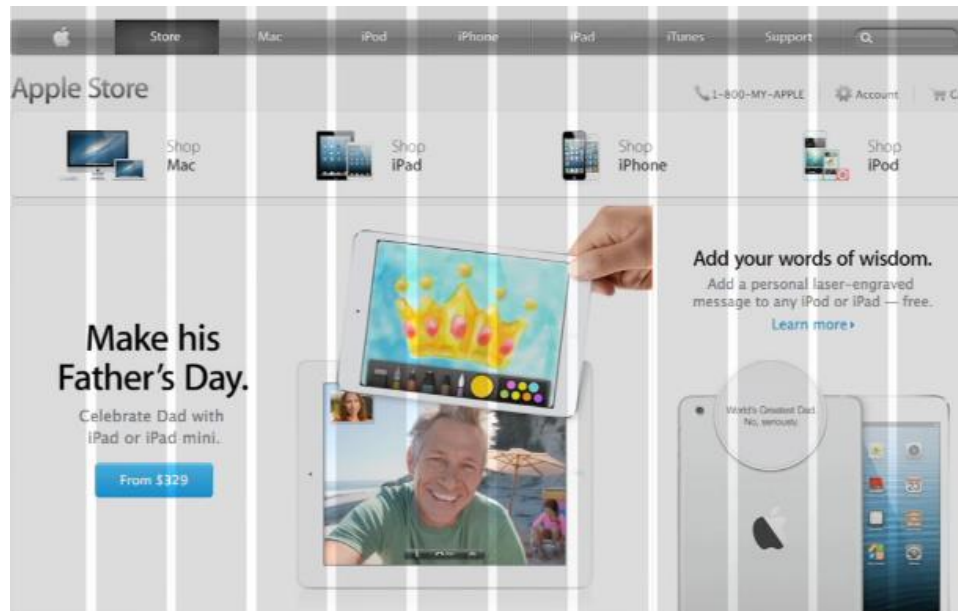 Store Mac iPod iPhone iPad iTunes Support
Apple Store
1-800-MY-APPLE Account
Shop
Mac
Shop
iPad
Shop
iPhone
Shop
iPod
Make his
Father's Day.
Celebrate Dad with
iPad or iPad mini.
From $329
Add your words of wisdom.
Add a personal laser-engraved
message to any iPod or iPad — free.
Learn more
World's Greatest Dad.
No, seriously.